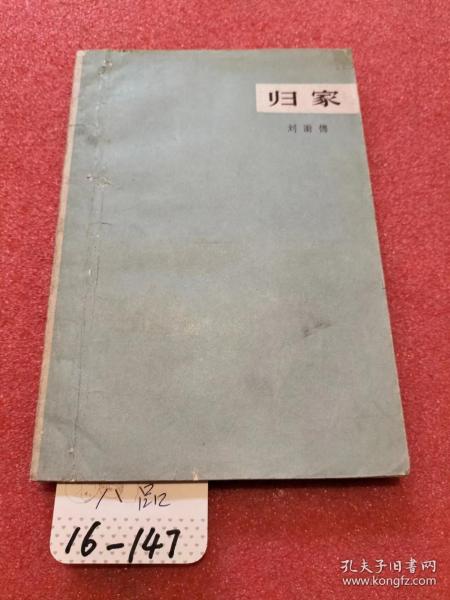 归家
刘澍德
八品
16-147
孔夫子旧书网
www.kongfz.com